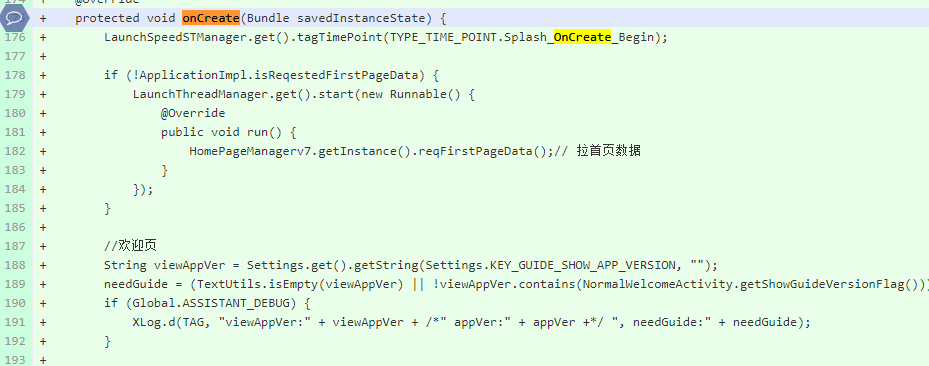 174 + @Override
+ protected void onCreate(Bundle savedInstanceState) {
176 + LaunchSpeedSTManager.get().tagTimePoint(TYPE_TIME_POINT.Splash_OnCreate_Begin);
177 +
178 + if (!ApplicationImpl.isReqestedFirstPageData) {
179 + LaunchThreadManager.get().start(new Runnable() {
180 + @Override
181 + public void run() {
182 + HomePageManagerv7.getInstance().reqFirstPageData();// 拉首页数据
183 + }
184 + });
185 + }
186 +
187 + //欢迎页
188 + String viewAppVer = Settings.get().getString(Settings.KEY_GUIDE_SHOW_APP_VERSION, "");
189 + needGuide = (TextUtils.isEmpty(viewAppVer) || !viewAppVer.contains(NormalWelcomeActivity.getShowGuideVersionFlag()))
190 + if (Global.ASSISTANT_DEBUG) {
191 + XLog.d(TAG, "viewAppVer:" + viewAppVer + /*" appVer:" + appVer +*/ ", needGuide:" + needGuide);
192 + }
193 +